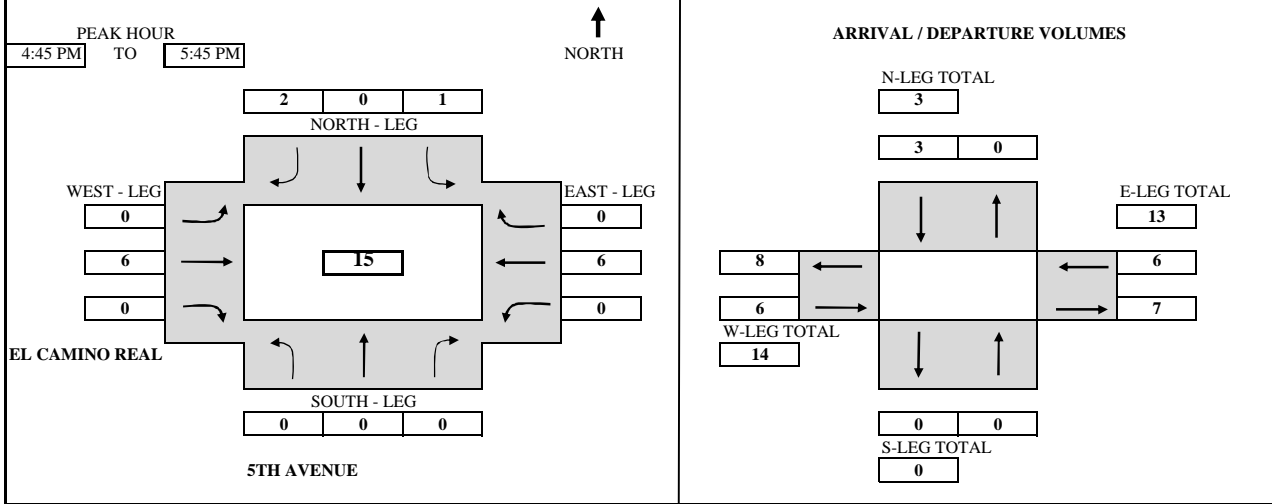 PEAK HOUR
4:45 PM TO 5:45 PM
NORTH
2 0 1
NORTH - LEG
WEST - LEG
EAST - LEG
0 0
6 15 6
0 0
EL CAMINO REAL
SOUTH - LEG
0 0 0
5TH AVENUE
ARRIVAL / DEPARTURE VOLUMES
N-LEG TOTAL
3
3 0
E-LEG TOTAL
13
8 6
6 7
W-LEG TOTAL
14
0 0
S-LEG TOTAL
0